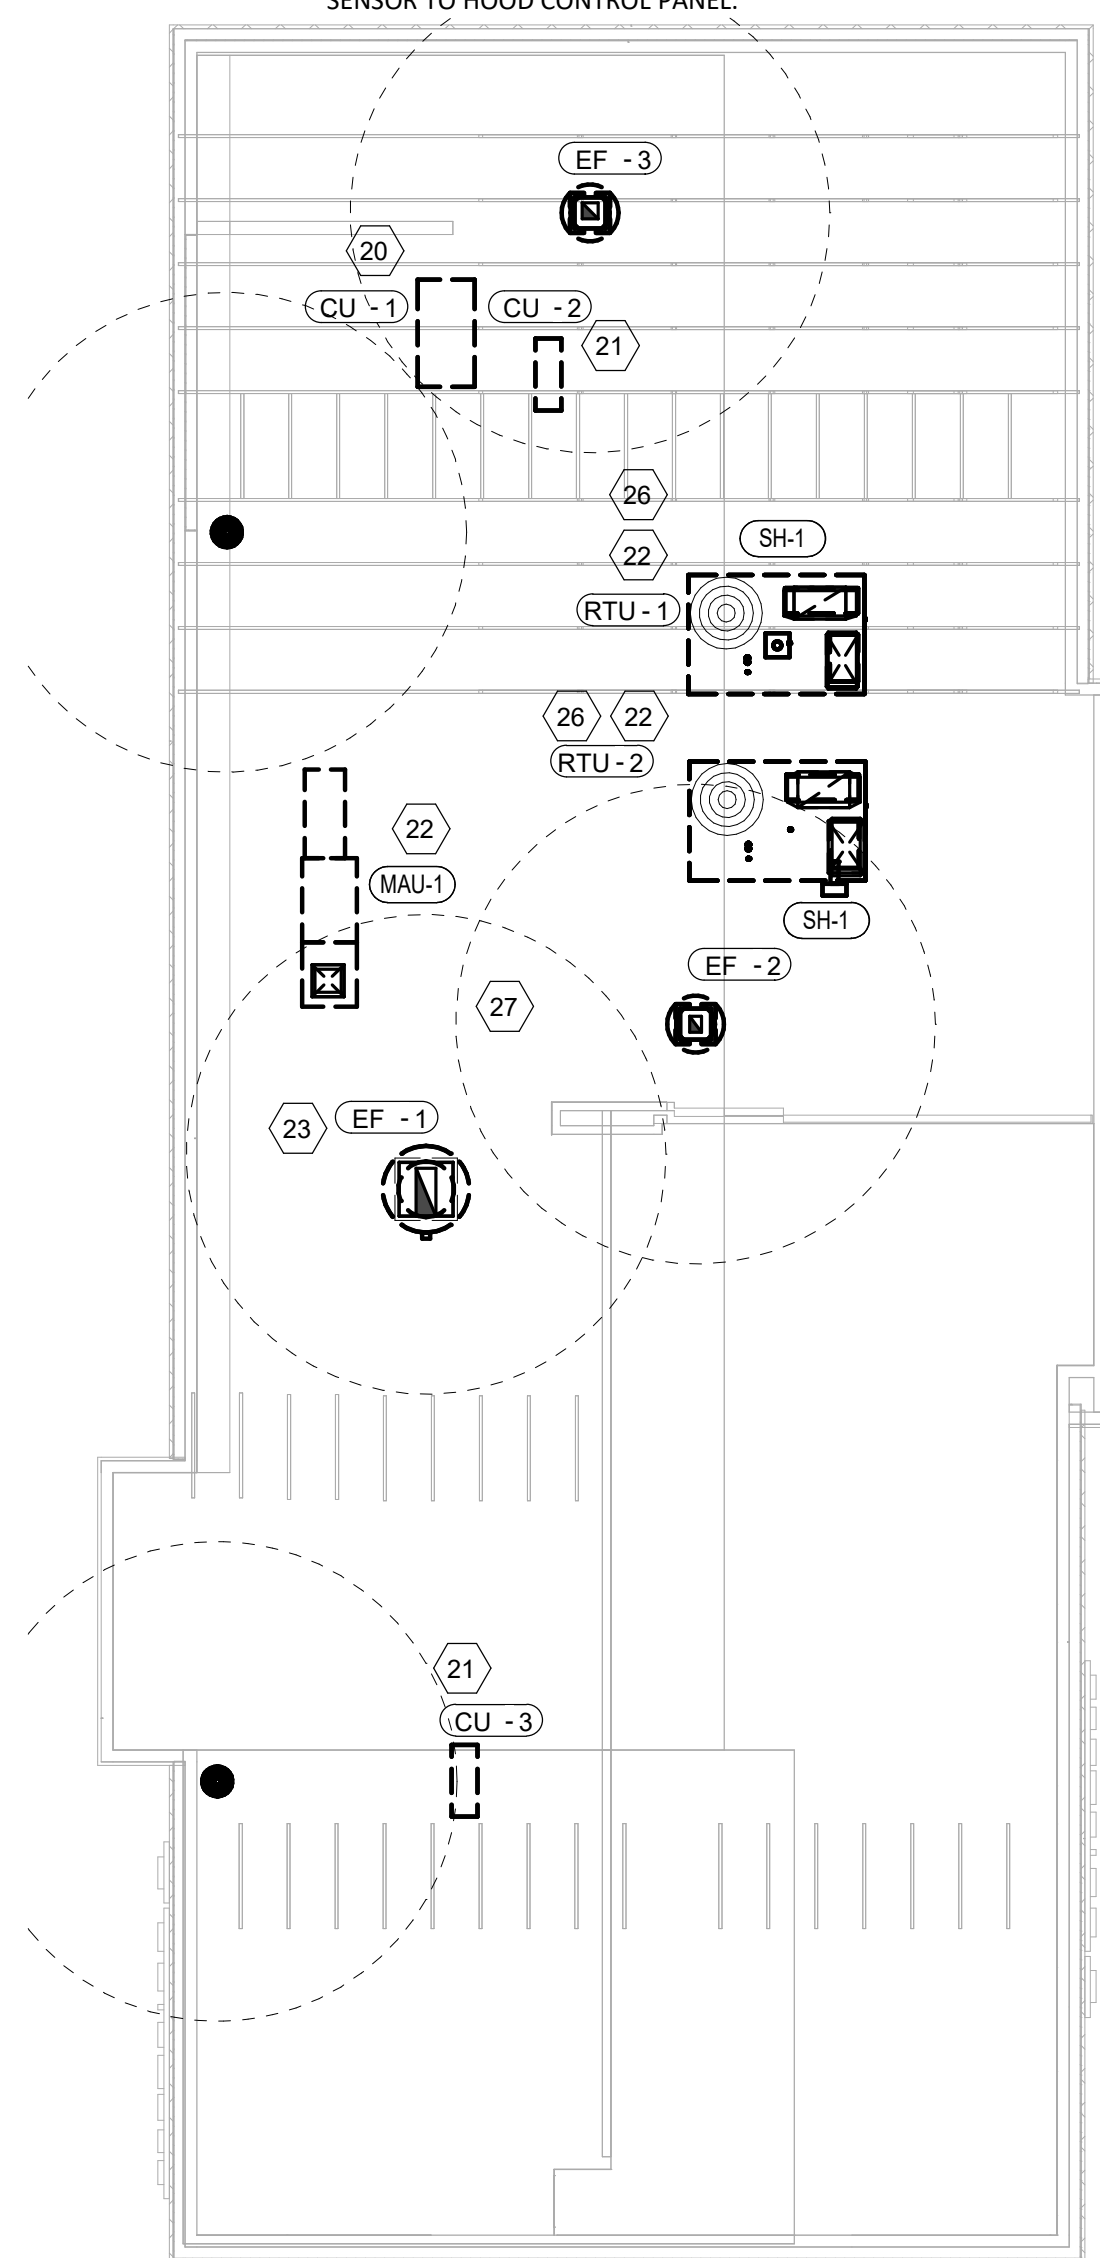 SENSOR TO HOOD CONTROL PANEL.
EF - 3
20
CU - 1
CU - 2
21
26
SH-1
22
RTU - 1
26
22
RTU - 2
22
MAU-1
SH-1
EF - 2
27
23
EF - 1
21
CU - 3